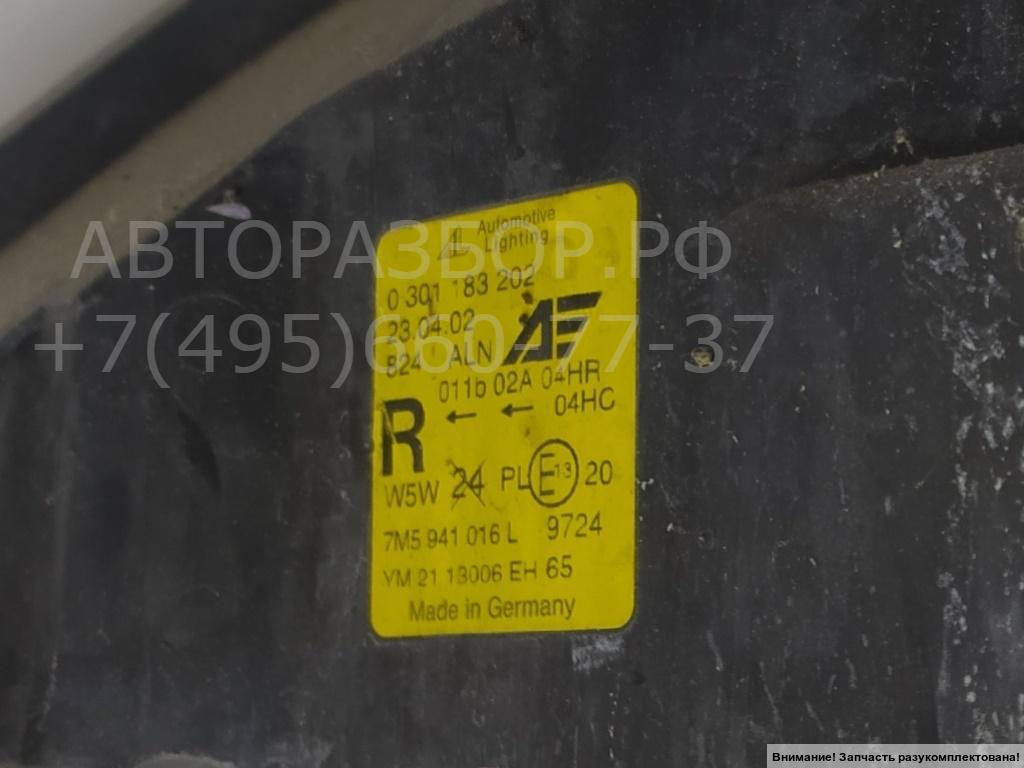 Automotive
Lighting
АВТОРАЗБОР.РФ
0 301 183 202
23.04.02
+7(495)660-77-37
824 ALN
011b 02A 04HR
04HC
R ← ←
W5W 24 PL E13 20
7M5 941 016 L 9724
YM 21 13006 EH 65
Made in Germany
Внимание! Запчасть разукомплектована!